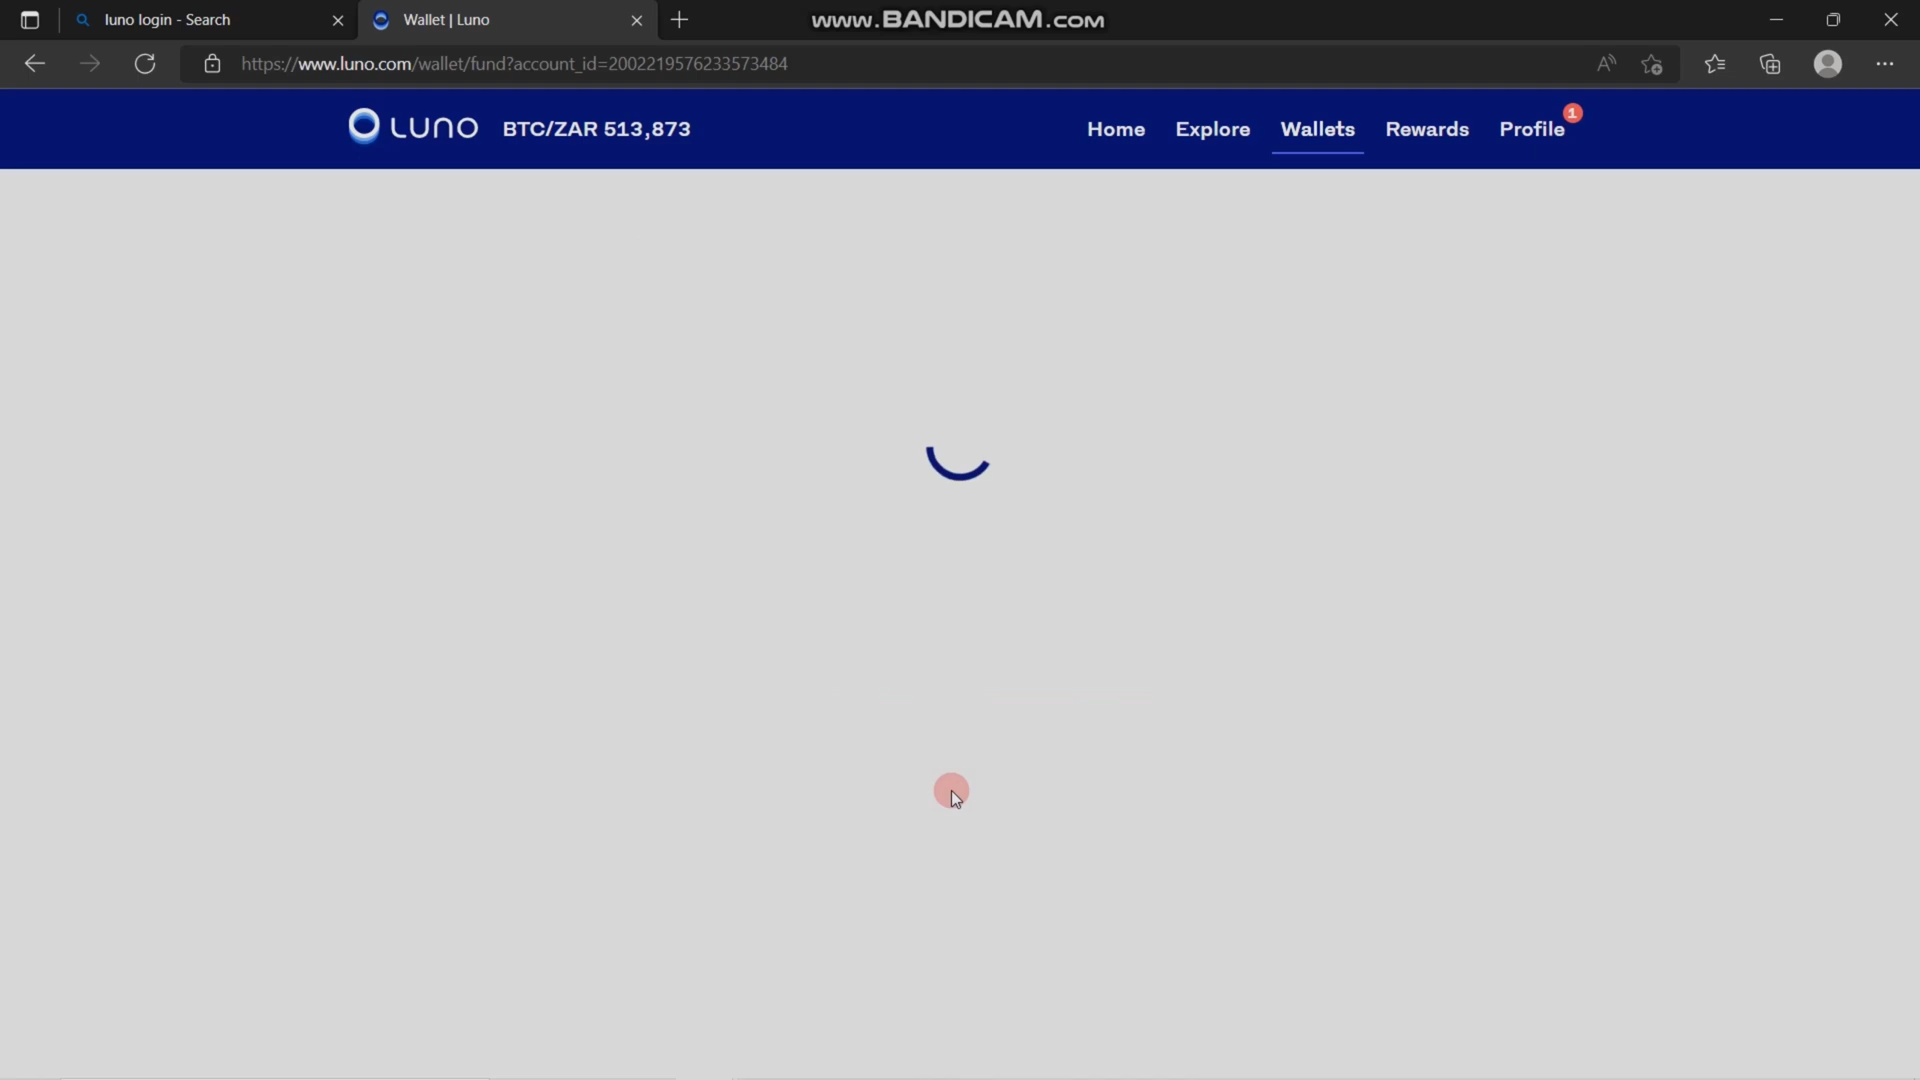 luno login - Search
Wallet | Luno
www.BANDICAM.com
https://www.luno.com/wallet/fund?account_id=2002219576233573484
LUNO
BTC/ZAR 513,873
Home
Explore
Wallets
Rewards
Profile
1